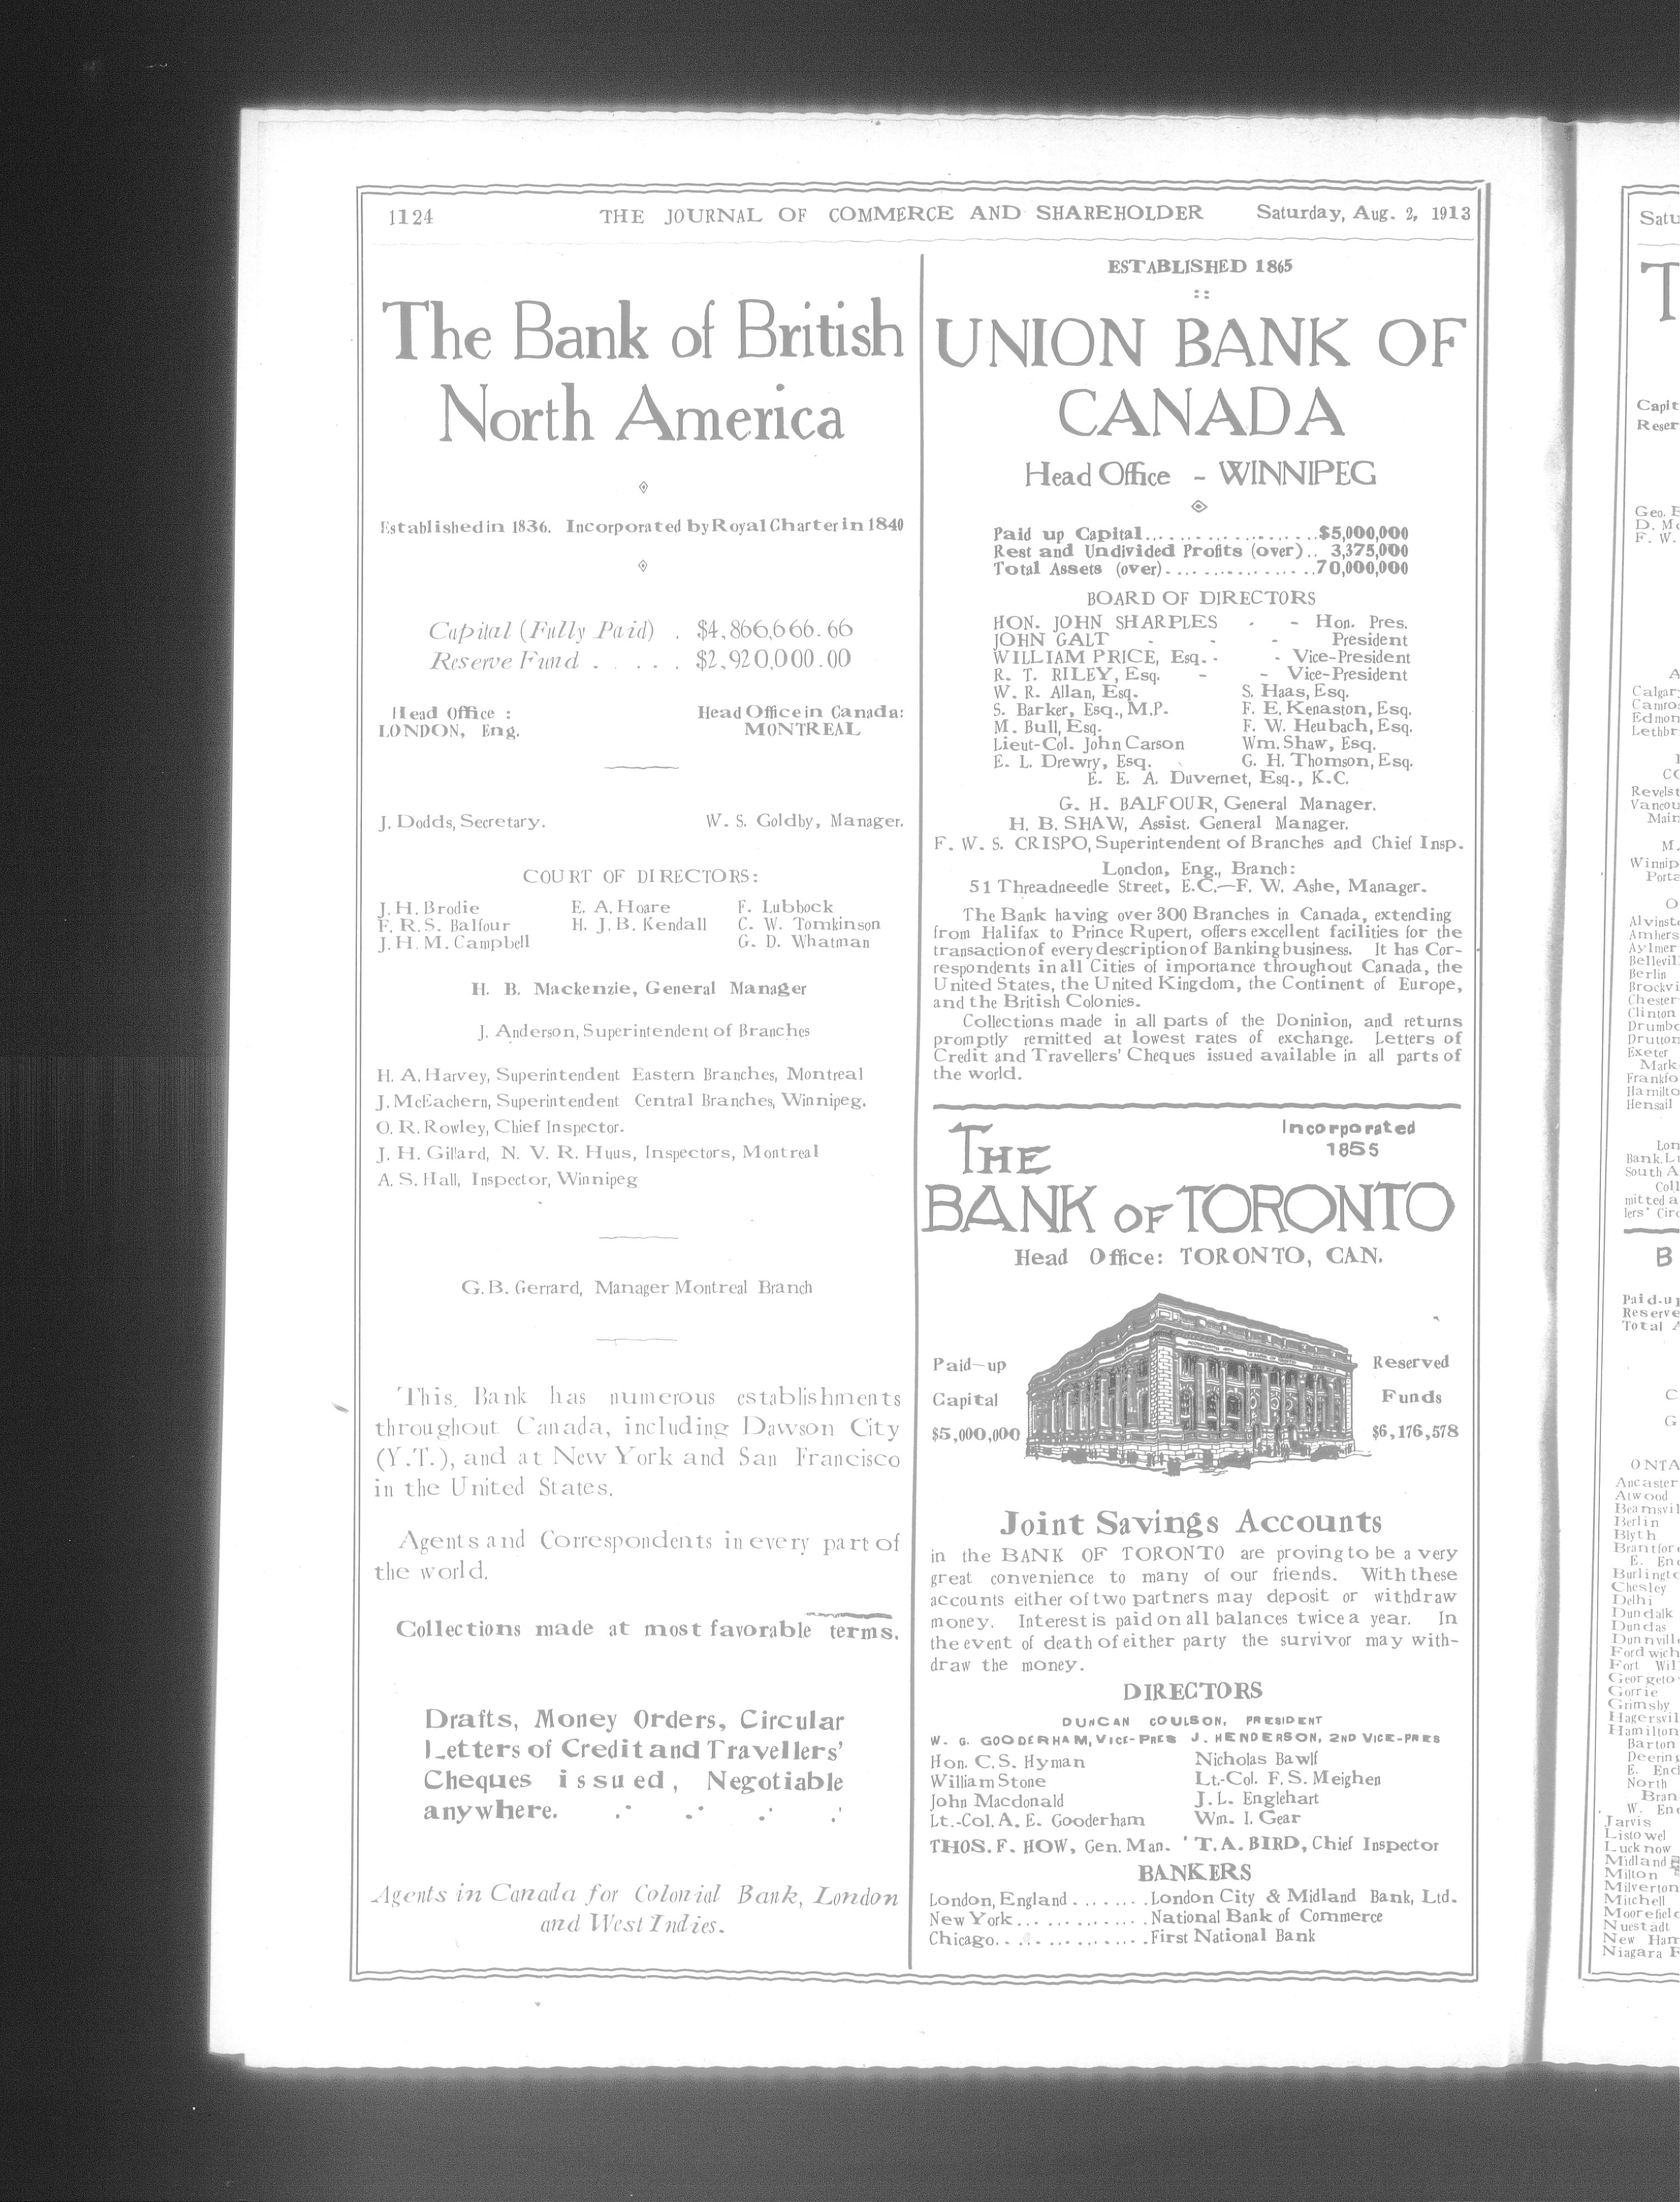 1124 THE JOURNAL OF COMMERCE AND SHAREHOLDER Saturday, Aug. 2, 1913
The Bank of British
North America
Established in 1836. Incorporated by Royal Charter in 1840
Capital (Fully Paid) . $4,866,666.66
Reserve Fund . . . . . $2,920,000.00
Head Office : Head Office in Canada:
LONDON, Eng. MONTREAL
J. Dodds, Secretary. W. S. Goldby, Manager.
COURT OF DIRECTORS:
J. H. Brodie E. A. Hoare F. Lubbock
F. R. S. Balfour H. J. B. Kendall C. W. Tomkinson
J. H. M. Campbell G. D. Whatman
H. B. Mackenzie, General Manager
J. Anderson, Superintendent of Branches
H. A. Harvey, Superintendent Eastern Branches, Montreal
J. McEachern, Superintendent Central Branches, Winnipeg.
O. R. Rowley, Chief Inspector.
J. H. Gillard, N. V. R. Huus, Inspectors, Montreal
A. S. Hall, Inspector, Winnipeg
G. B. Gerrard, Manager Montreal Branch
This Bank has numerous establishments
throughout Canada, including Dawson City
(Y.T.), and at New York and San Francisco
in the United States.
Agents and Correspondents in every part of
the world.
Collections made at most favorable terms.
Drafts, Money Orders, Circular
Letters of Credit and Travellers'
Cheques issued, Negotiable
anywhere.
Agents in Canada for Colonial Bank, London
and West Indies.
ESTABLISHED 1865
UNION BANK OF
CANADA
Head Office - WINNIPEG
Paid up Capital....................$5,000,000
Rest and Undivided Profits (over).. 3,375,000
Total Assets (over)................70,000,000
BOARD OF DIRECTORS
HON. JOHN SHARPLES - - Hon. Pres.
JOHN GALT - - - President
WILLIAM PRICE, Esq. - - Vice-President
R. T. RILEY, Esq. - - Vice-President
W. R. Allan, Esq. S. Haas, Esq.
S. Barker, Esq., M.P. F. E. Kenaston, Esq.
M. Bull, Esq. F. W. Heubach, Esq.
Lieut-Col. John Carson Wm. Shaw, Esq.
E. L. Drewry, Esq. G. H. Thomson, Esq.
E. E. A. Duvernet, Esq., K.C.
G. H. BALFOUR, General Manager.
H. B. SHAW, Assist. General Manager.
F. W. S. CRISPO, Superintendent of Branches and Chief Insp.
London, Eng., Branch:
51 Threadneedle Street, E.C.—F. W. Ashe, Manager.
The Bank having over 300 Branches in Canada, extending
from Halifax to Prince Rupert, offers excellent facilities for the
transaction of every description of Banking business. It has Cor-
respondents in all Cities of importance throughout Canada, the
United States, the United Kingdom, the Continent of Europe,
and the British Colonies.
Collections made in all parts of the Doninion, and returns
promptly remitted at lowest rates of exchange. Letters of
Credit and Travellers' Cheques issued available in all parts of
the world.
Incorporated
1855
THE
BANK OF TORONTO
Head Office: TORONTO, CAN.
Paid-up
Capital
$5,000,000
Reserved
Funds
$6,176,578
Joint Savings Accounts
in the BANK OF TORONTO are proving to be a very
great convenience to many of our friends. With these
accounts either of two partners may deposit or withdraw
money. Interest is paid on all balances twice a year. In
the event of death of either party the survivor may with-
draw the money.
DIRECTORS
DUNCAN COULSON, PRESIDENT
W. G. GOODERHAM, VICE-PRES J. HENDERSON, 2ND VICE-PRES
Hon. C. S. Hyman Nicholas Bawlf
William Stone Lt.-Col. F. S. Meighen
John Macdonald J. L. Englehart
Lt.-Col. A. E. Gooderham Wm. I. Gear
THOS. F. HOW, Gen. Man. T. A. BIRD, Chief Inspector
BANKERS
London, England ........London City & Midland Bank, Ltd.
New York...............National Bank of Commerce
Chicago.................First National Bank